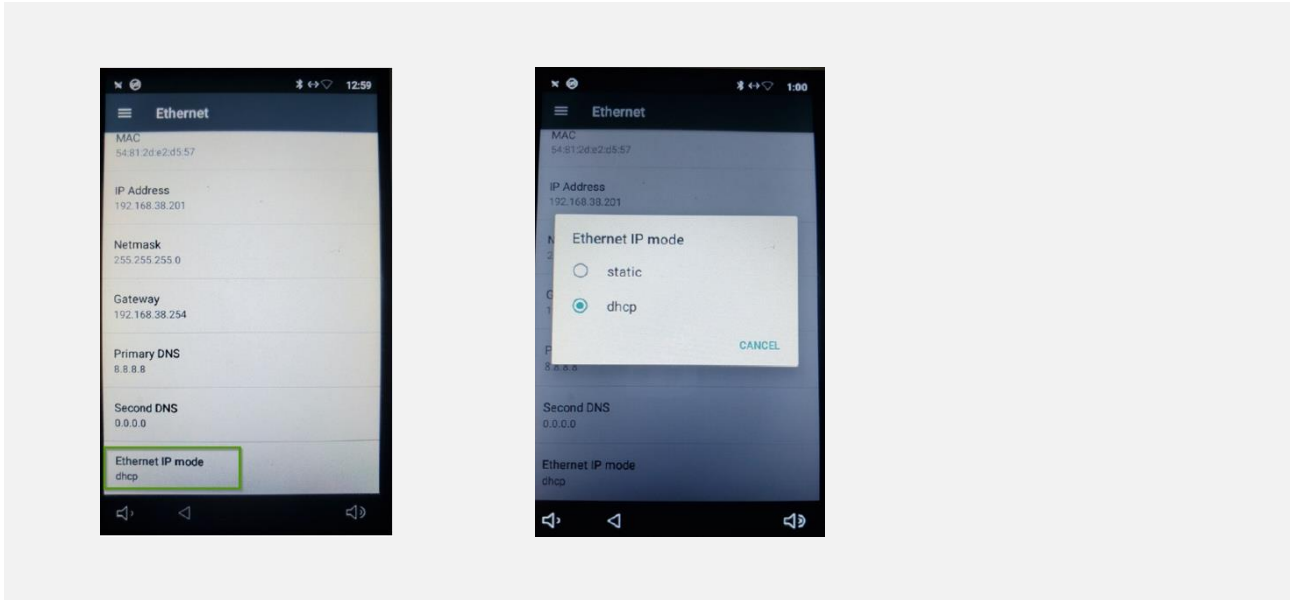 12:59
Ethernet
MAC
54:81:2d:e2:d5:57
IP Address
192.168.38.201
Netmask
255.255.255.0
Gateway
192.168.38.254
Primary DNS
8.8.8.8
Second DNS
0.0.0.0
Ethernet IP mode
dhcp
1:00
Ethernet
MAC
54:81:2d:e2:d5:57
IP Address
192.168.38.201
N
2
Ethernet IP mode
static
G
1
dhcp
P
CANCEL
8.8.8.8
Second DNS
0.0.0.0
Ethernet IP mode
dhcp